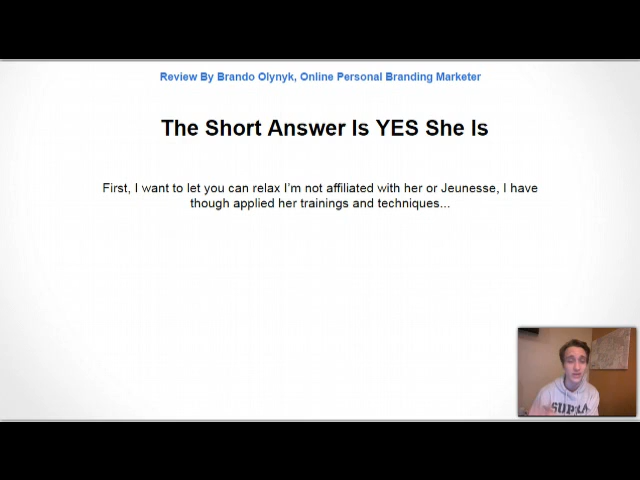 Review By Brando Olynyk, Online Personal Branding Marketer
The Short Answer Is YES She Is
First, I want to let you can relax I'm not affiliated with her or Jeunesse, I have
though applied her trainings and techniques...
SUPRA